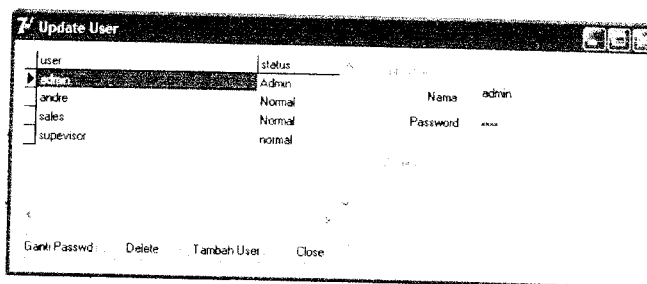 Update User
user status
admin Admin
andre Normal
sales Normal
supevisor normal
Nama admin
Password ****
Ganti Passwd Delete Tambah User Close